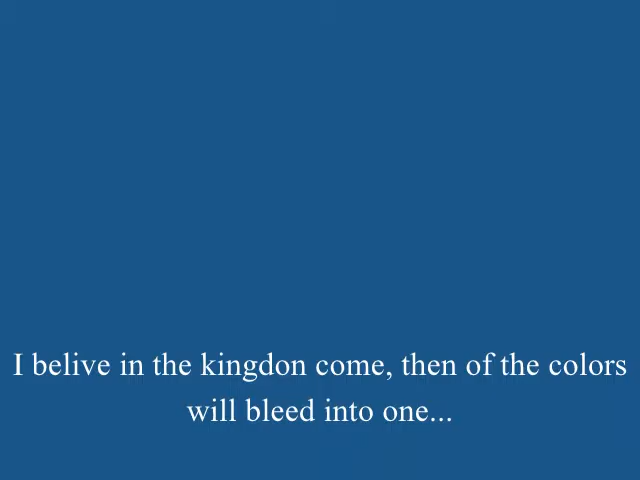 I belive in the kingdon come, then of the colors
will bleed into one...